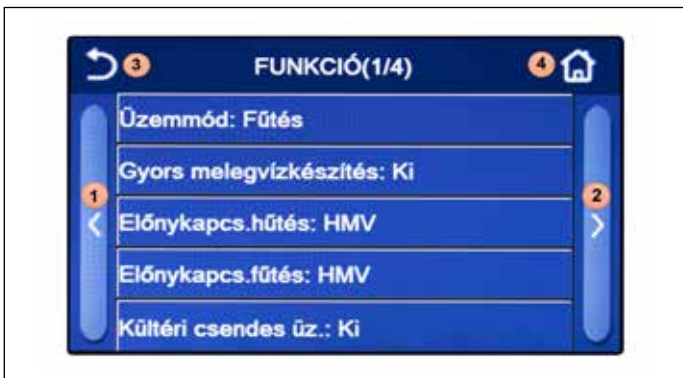 3 FUNKCIÓ(1/4) 4
Üzemmód: Fűtés
Gyors melegvízkészítés: Ki
1 2
Előnykapcs.hűtés: HMV
Előnykapcs.fűtés: HMV
Kültéri csendes üz.: Ki